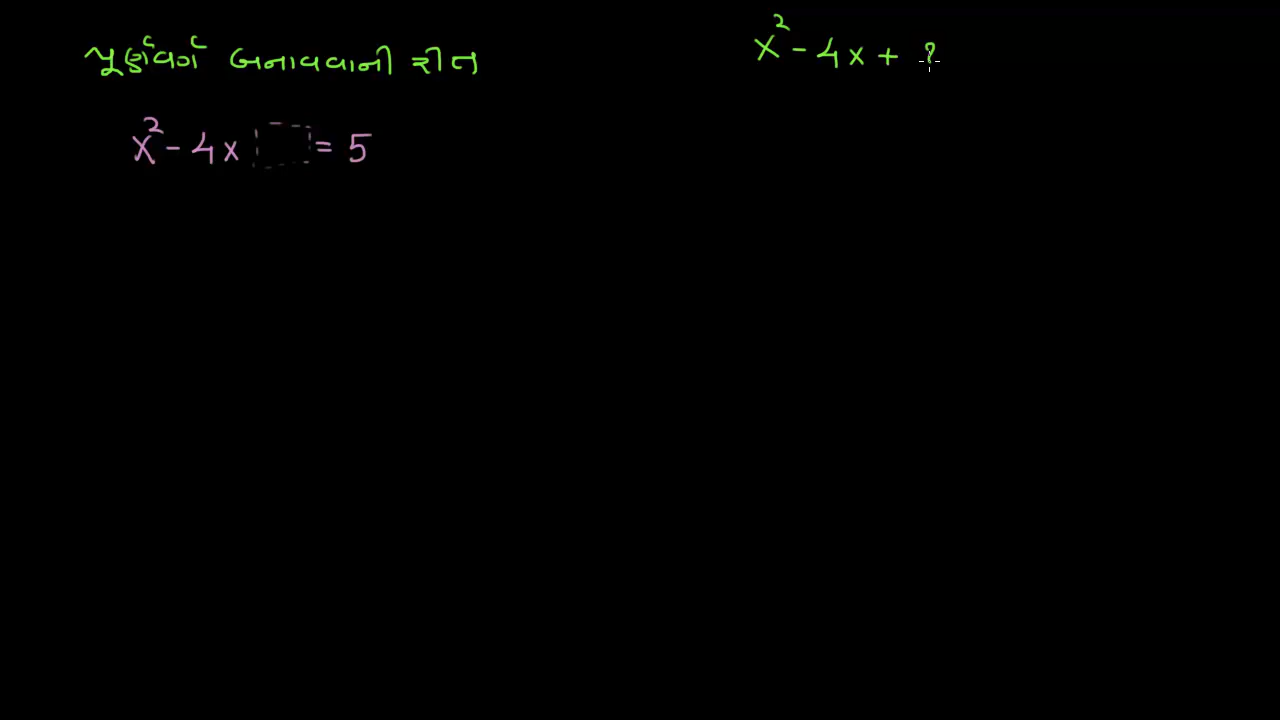 પૂર્ણવર્ગ બનાવવાની રીત
x² - 4x = 5
x² - 4x + ?